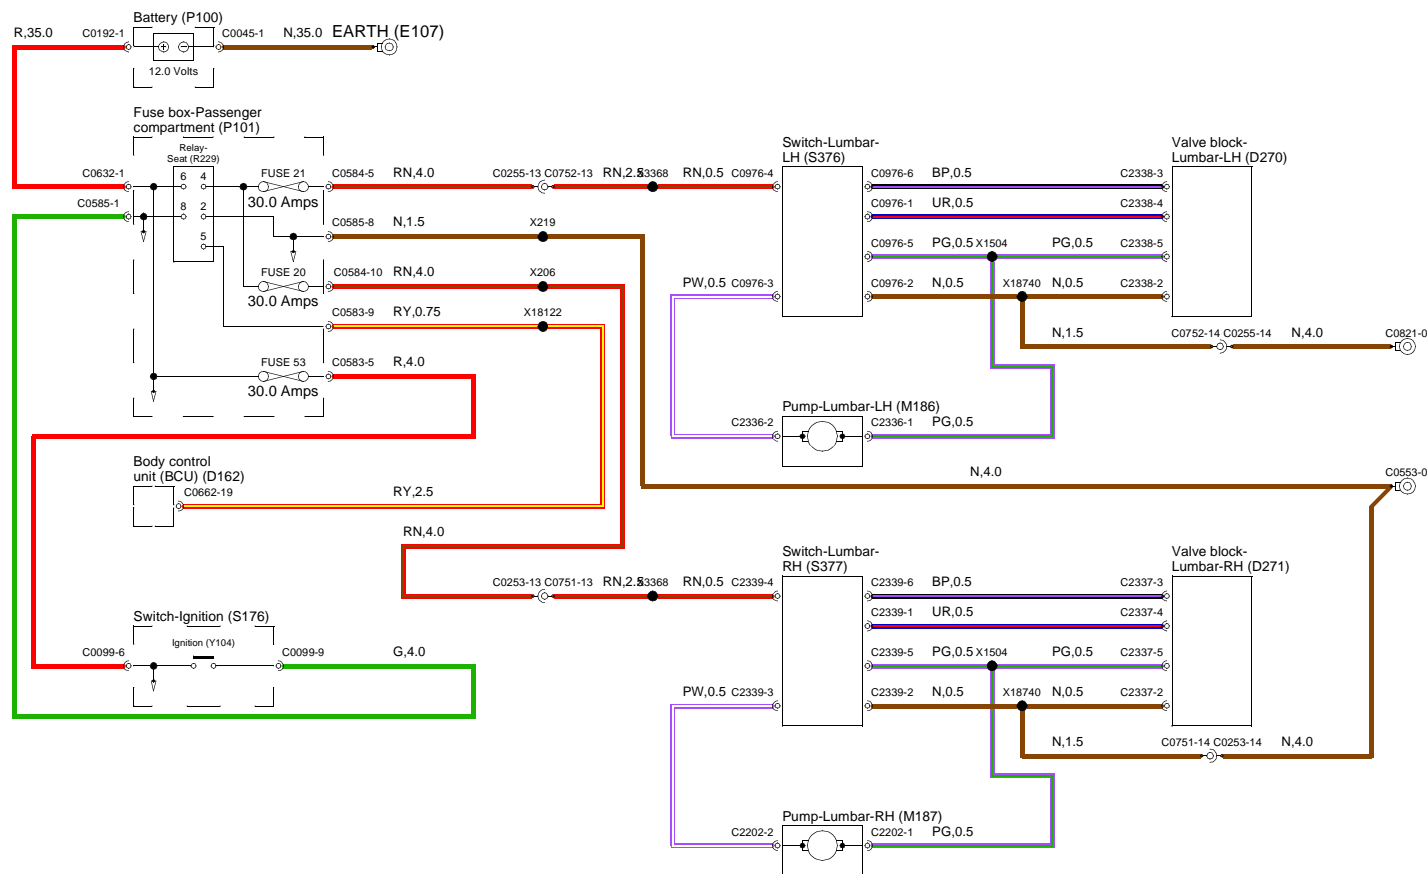 Battery (P100)
R,35.0 C0192-1 C0045-1 N,35.0 EARTH (E107)
12.0 Volts
Fuse box-Passenger
compartment (P101)
Relay-
Seat (R229)
C0632-1 6 4 FUSE 21 C0584-5 RN,4.0 C0255-13 C0752-13 RN,2.5 X3368 RN,0.5 C0976-4
30.0 Amps
C0585-1 8 2 C0585-8 N,1.5 X219
5
FUSE 20 C0584-10 RN,4.0 X206
30.0 Amps
C0583-9 RY,0.75 X18122
FUSE 53 C0583-5 R,4.0
30.0 Amps
Switch-Lumbar-
LH (S376)
Valve block-
Lumbar-LH (D270)
C0976-6 BP,0.5 C2338-3
C0976-1 UR,0.5 C2338-4
C0976-5 PG,0.5 X1504 PG,0.5 C2338-5
PW,0.5 C0976-3 C0976-2 N,0.5 X18740 N,0.5 C2338-2
N,1.5 C0752-14 C0255-14 N,4.0 C0821-0
Pump-Lumbar-LH (M186)
C2336-2 C2336-1 PG,0.5
Body control
unit (BCU) (D162)
C0662-19 RY,2.5
N,4.0 C0553-0
RN,4.0
Switch-Lumbar-
RH (S377)
Valve block-
Lumbar-RH (D271)
C0253-13 C0751-13 RN,2.5 X3368 RN,0.5 C2339-4 C2339-6 BP,0.5 C2337-3
C2339-1 UR,0.5 C2337-4
Switch-Ignition (S176)
Ignition (Y104)
C0099-6 C0099-9 G,4.0
C2339-5 PG,0.5 X1504 PG,0.5 C2337-5
PW,0.5 C2339-3 C2339-2 N,0.5 X18740 N,0.5 C2337-2
N,1.5 C0751-14 C0253-14 N,4.0
Pump-Lumbar-RH (M187)
C2202-2 C2202-1 PG,0.5